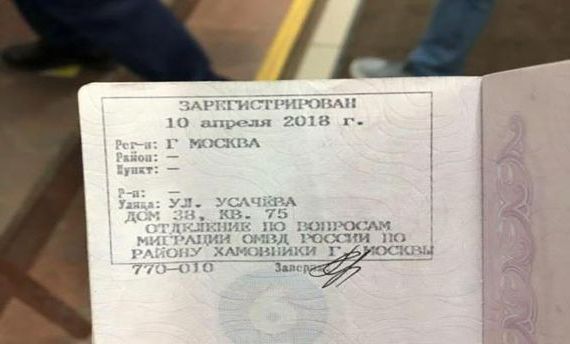 ЗАРЕГИСТРИРОВАН
10 апреля 2018 г.
Рег-н: Г МОСКВА
Район: —
Пункт: —
Р-н: —
Улица: УЛ. УСАЧЁВА
ДОМ 38, КВ. 75
ОТДЕЛЕНИЕ ПО ВОПРОСАМ
МИГРАЦИИ ОМВД РОССИИ ПО
РАЙОНУ ХАМОВНИКИ Г. МОСКВЫ
770-010 Заверил